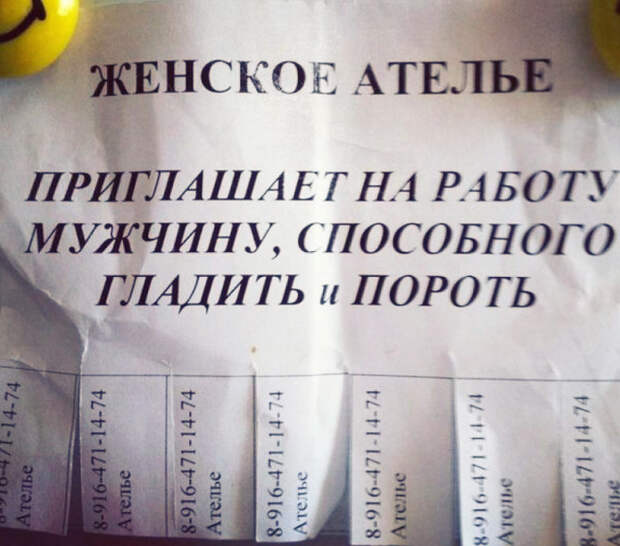 ЖЕНСКОЕ АТЕЛЬЕ
ПРИГЛАШАЕТ НА РАБОТУ
МУЖЧИНУ, СПОСОБНОГО
ГЛАДИТЬ и ПОРОТЬ
8-916-471-14-74
Ателье
8-916-471-14-74
Ателье
8-916-471-14-74
Ателье
8-916-471-14-74
Ателье
8-916-471-14-74
Ателье
8-916-471-14-74
Ателье
8-916-471-14-74
Ателье